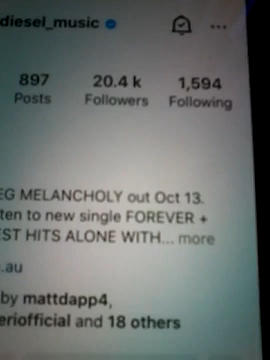 diesel_music
897 20.4 k 1,594
Posts Followers Following
EG MELANCHOLY out Oct 13.
ten to new single FOREVER +
EST HITS ALONE WITH... more
.au
by mattdapp4,
eriofficial and 18 others